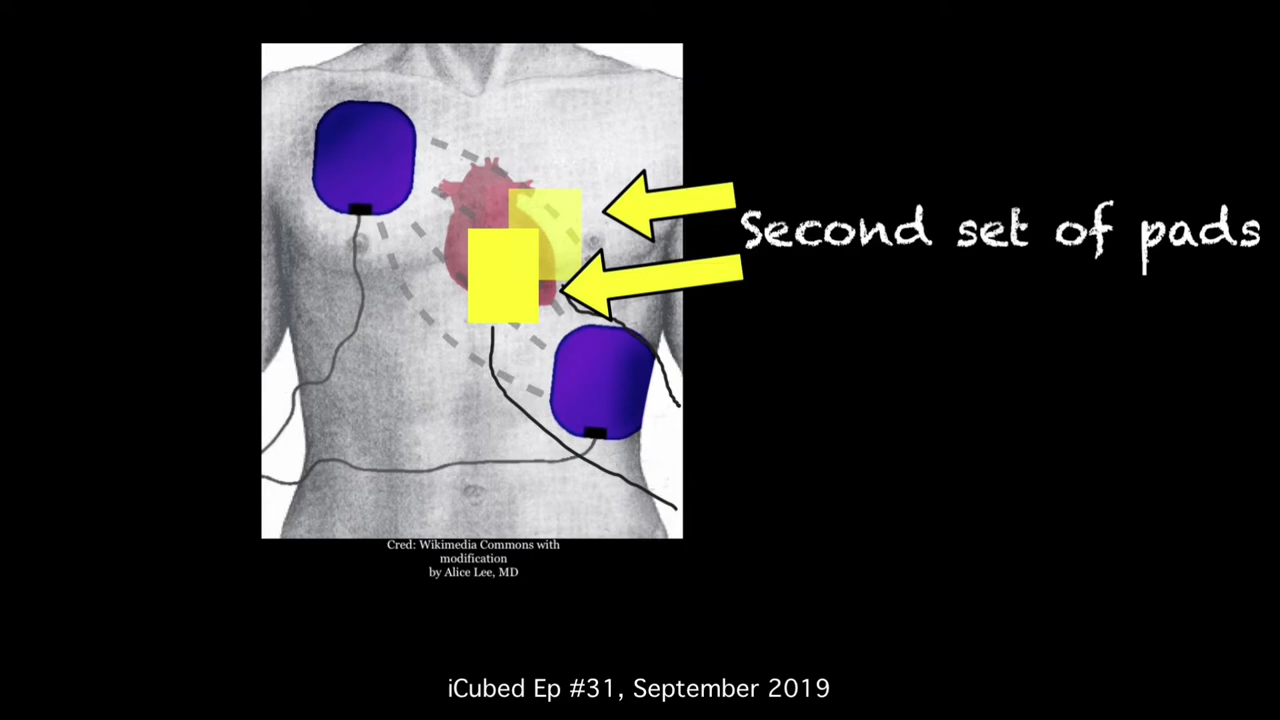 Second set of pads
Cred: Wikimedia Commons with
modification
by Alice Lee, MD
iCubed Ep #31, September 2019